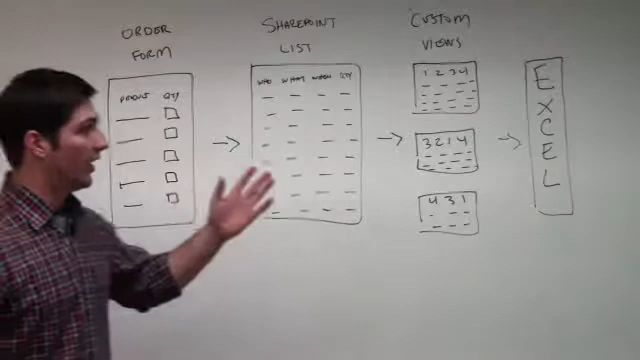 ORDER
FORM
PRODUCT QTY
SHAREPOINT
LIST
WHO WHAT WHEN QTY
CUSTOM
VIEWS
1 2 3 4
3 2 1 4
4 3 1
EXCEL